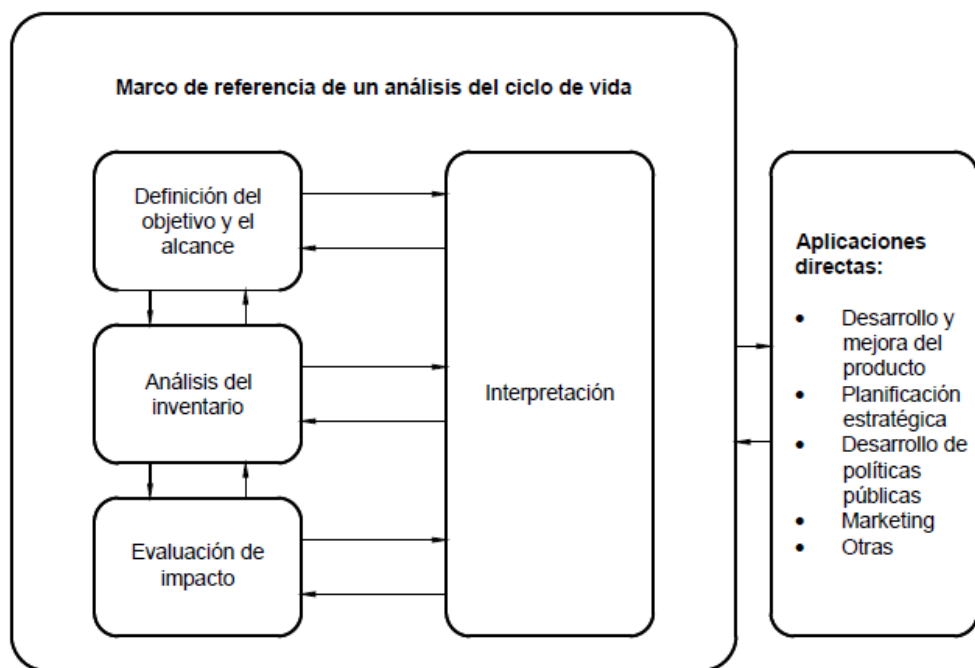 Marco de referencia de un análisis del ciclo de vida
Definición del
objetivo y el
alcance
Análisis del
inventario
Evaluación de
impacto
Interpretación
Aplicaciones
directas:
• Desarrollo y
mejora del
producto
• Planificación
estratégica
• Desarrollo de
políticas
públicas
• Marketing
• Otras